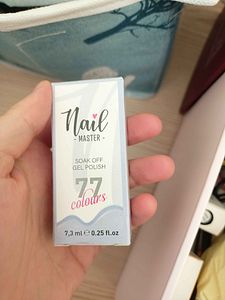 Nail
- MASTER -
SOAK OFF
GEL POLISH
77
colours
7,3 ml ℮ 0.25 fl.oz